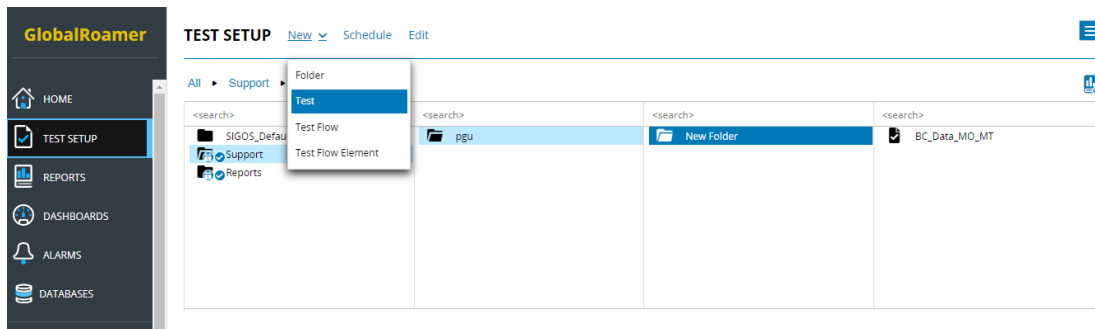 GlobalRoamer
TEST SETUP New Schedule Edit
All ▸ Support ▸
Folder
Test
Test Flow
Test Flow Element
HOME
TEST SETUP
REPORTS
DASHBOARDS
ALARMS
DATABASES
<search> <search> <search> <search>
SIGOS_Defau pgu New Folder BC_Data_MO_MT
Support
Reports